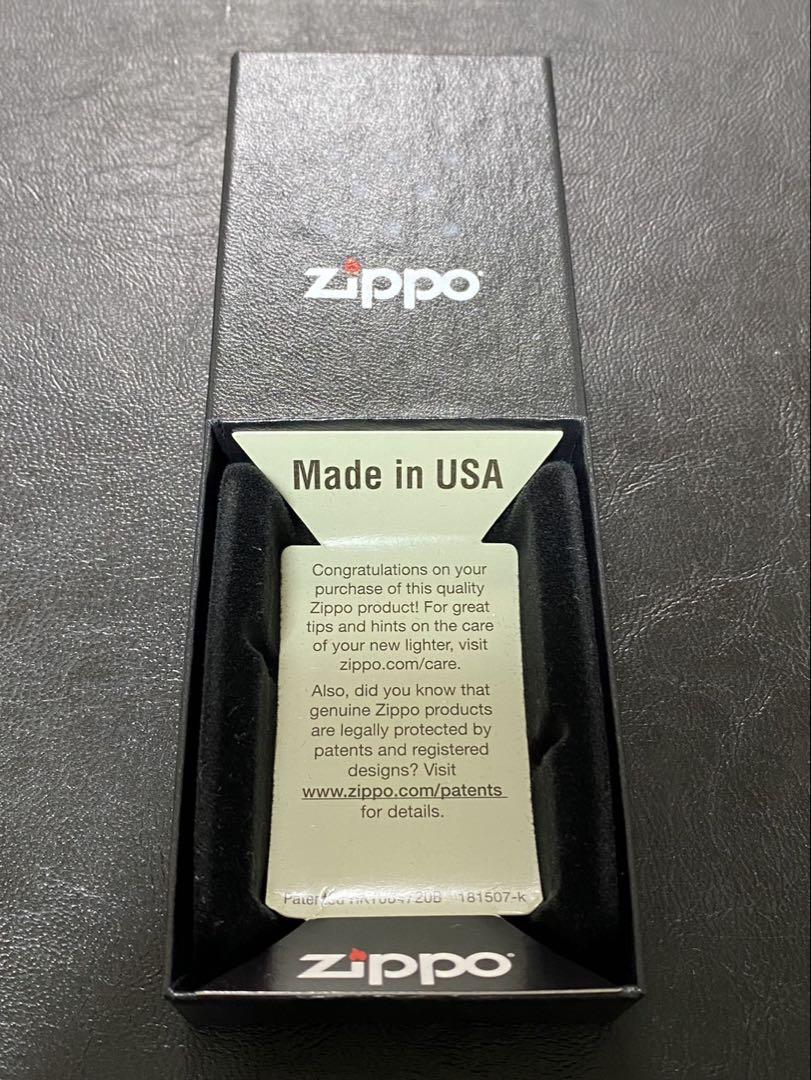 zippo
Made in USA
Congratulations on your
purchase of this quality
Zippo product! For great
tips and hints on the care
of your new lighter, visit
zippo.com/care.
Also, did you know that
genuine Zippo products
are legally protected by
patents and registered
designs? Visit
www.zippo.com/patents
for details.
181507-k
zippo